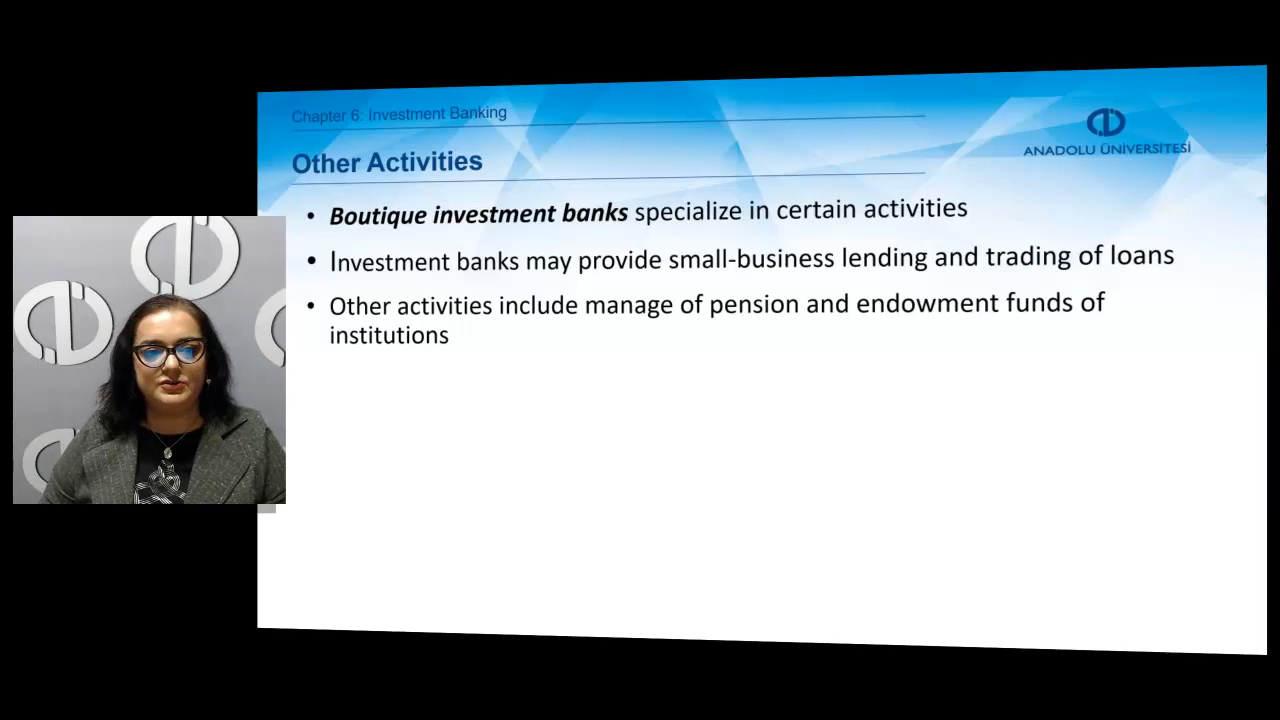 Chapter 6: Investment Banking
ANADOLU ÜNİVERSİTESİ
Other Activities
• Boutique investment banks specialize in certain activities
• Investment banks may provide small-business lending and trading of loans
• Other activities include manage of pension and endowment funds of
institutions